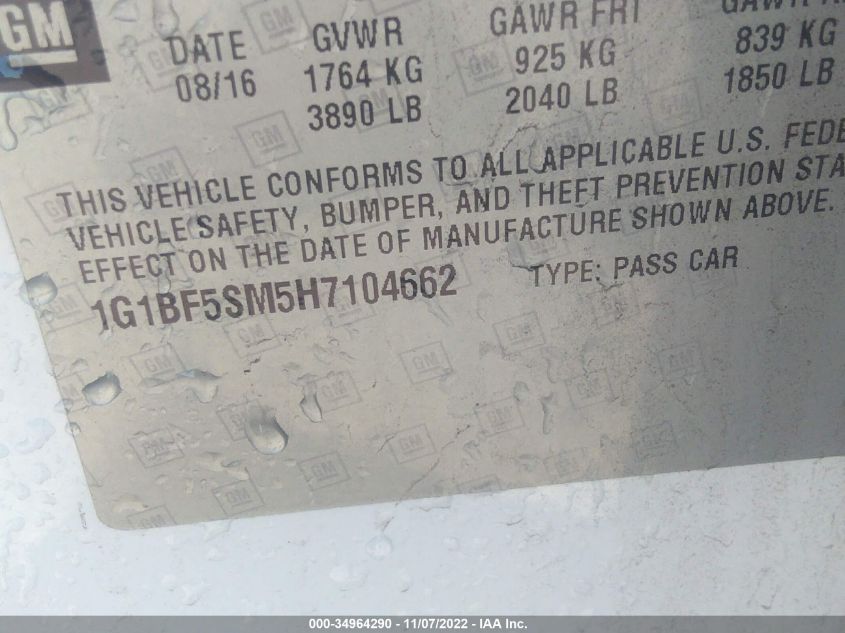 GM
DATE GVWR GAWR FRT GAWR
08/16 1764 KG 925 KG 839 KG
3890 LB 2040 LB 1850 LB
THIS VEHICLE CONFORMS TO ALL APPLICABLE U.S. FEDE
VEHICLE SAFETY, BUMPER, AND THEFT PREVENTION STA
EFFECT ON THE DATE OF MANUFACTURE SHOWN ABOVE.
1G1BF5SM5H7104662 TYPE: PASS CAR
000-34964290 - 11/07/2022 - IAA Inc.